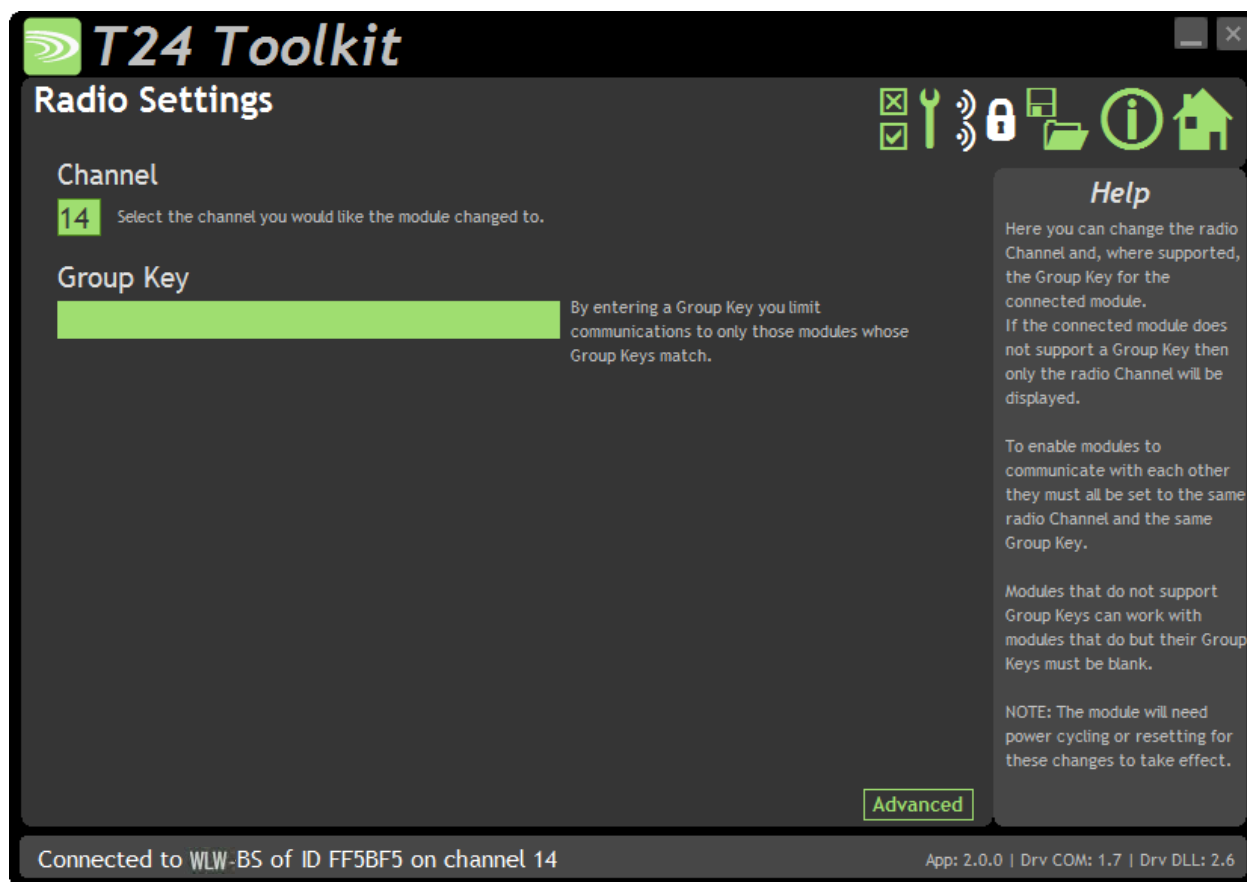 T24 Toolkit
Radio Settings
Channel
14
Select the channel you would like the module changed to.
Group Key
By entering a Group Key you limit
communications to only those modules whose
Group Keys match.
Help
Here you can change the radio
Channel and, where supported,
the Group Key for the
connected module.
If the connected module does
not support a Group Key then
only the radio Channel will be
displayed.
To enable modules to
communicate with each other
they must all be set to the same
radio Channel and the same
Group Key.
Modules that do not support
Group Keys can work with
modules that do but their Group
Keys must be blank.
NOTE: The module will need
power cycling or resetting for
these changes to take effect.
Advanced
Connected to WLW-BS of ID FF5BF5 on channel 14
App: 2.0.0 | Drv COM: 1.7 | Drv DLL: 2.6